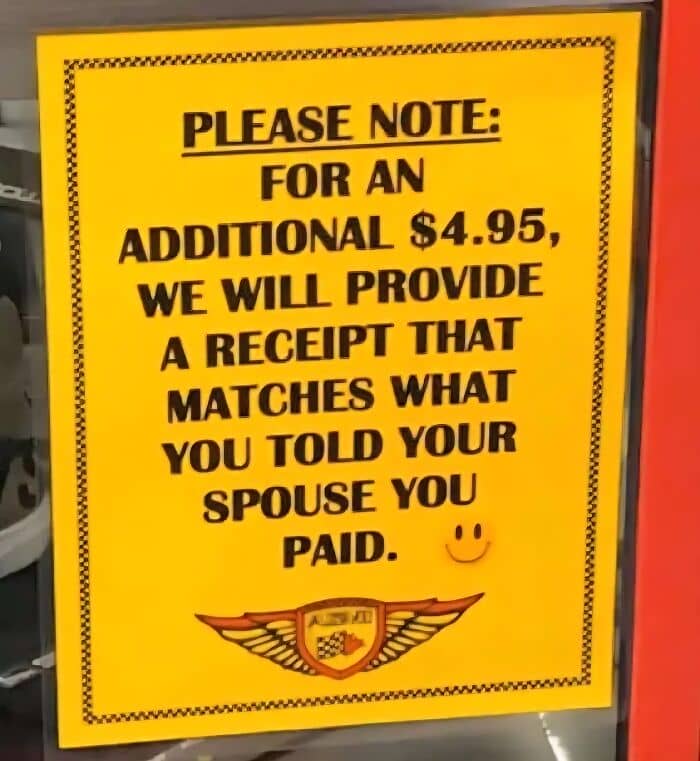 PLEASE NOTE:
FOR AN
ADDITIONAL $4.95,
WE WILL PROVIDE
A RECEIPT THAT
MATCHES WHAT
YOU TOLD YOUR
SPOUSE YOU
PAID.